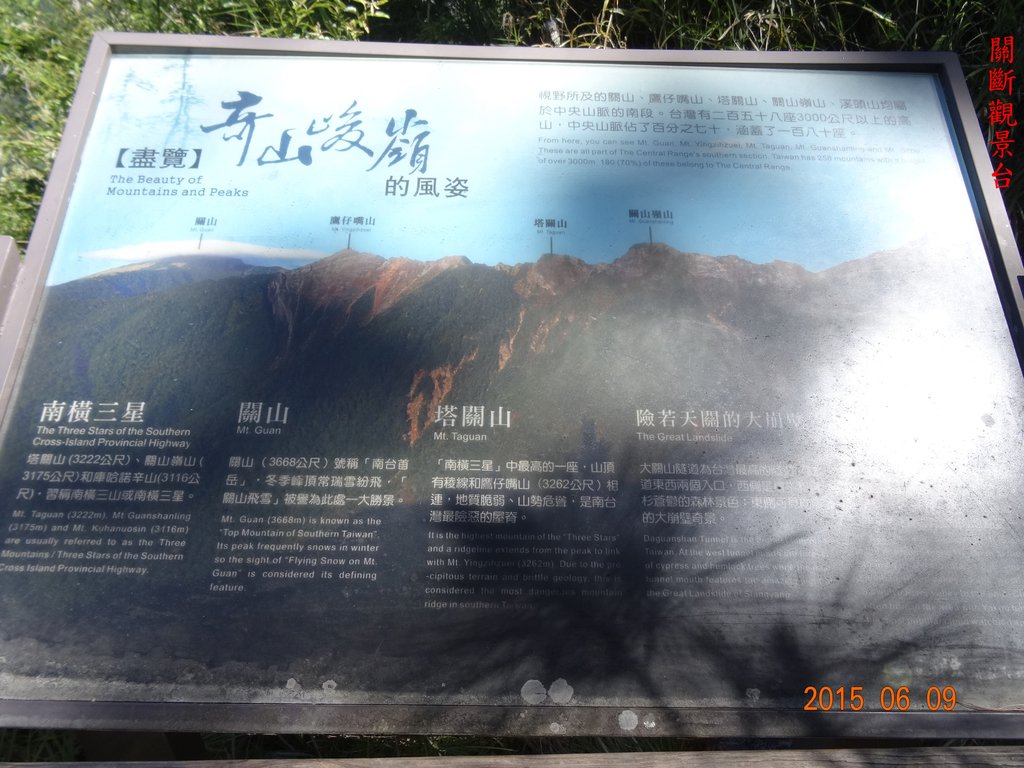 關斷觀景台
【盡覽】
奇山峻嶺
的風姿
The Beauty of
Mountains and Peaks
視野所及的關山、鷹仔嘴山、塔關山、關山嶺山、溪頭山均屬
於中央山脈的南段。台灣有二百五十八座3000公尺以上的高
山，中央山脈佔了百分之七十，涵蓋了一百八十座。
From here, you can see Mt. Guan, Mt. Yingzihzuei, Mt. Taguan, Mt. Guanshanling and Mt.
These are all part of The Central Range's southern section. Taiwan has 258 mountains with
of over 3000m. 180 (70%) of these belong to The Central Range.
關山
Mt. Guan
鷹仔嘴山
Mt. Yingzihzuei
塔關山
Mt. Taguan
關山嶺山
Mt. Guanshanling
南橫三星
The Three Stars of the Southern
Cross-Island Provincial Highway
塔關山(3222公尺)、關山嶺山(
3175公尺)和庫哈諾辛山(3116公
尺)，習稱南橫三山或南橫三星。
Mt. Taguan (3222m), Mt Guanshanling
(3175m) and Mt. Kuhanuosin (3116m)
are usually referred to as the Three
Mountains / Three Stars of the Southern
Cross Island Provincial Highway.
關山
Mt. Guan
關山（3668公尺）號稱「南台首
岳」，冬季峰頂常瑞雪紛飛，「
關山飛雪」被譽為此處一大勝景。
Mt. Guan (3668m) is known as the
"Top Mountain of Southern Taiwan".
Its peak frequently snows in winter
so the sight of "Flying Snow on Mt.
Guan" is considered its defining
feature.
塔關山
Mt. Taguan
「南橫三星」中最高的一座，山頂
有稜線和鷹仔嘴山（3262公尺）相
連，地質脆弱、山勢危聳，是南台
灣最險惡的屋脊。
It is the highest mountain of the "Three Stars"
and a ridgeline extends from the peak to link
with Mt. Yingzihzuei (3262m). Due to the pre
-cipitous terrain and brittle geology, this is
considered the most dangerous mountain
ridge in southern Taiwan.
險若天關的大崩壁
The Great Landslide
大關山隧道為台灣最高的
道東西兩個入口，西側是
杉蒼鬱的森林景色；東側
的大崩壁奇景。
Daguanshan Tunnel is the
Taiwan. At the west tunnel
of cypress and hemlock trees while the
tunnel mouth features the amazing
the Great Landslide of
2015 06 09